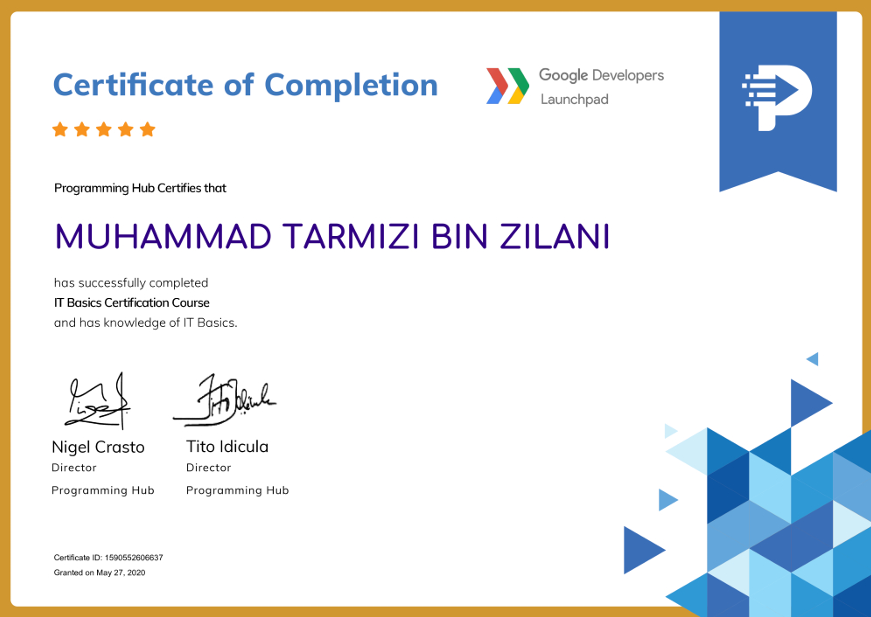 Certificate of Completion
Google Developers
Launchpad
Programming Hub Certifies that
MUHAMMAD TARMIZI BIN ZILANI
has successfully completed
IT Basics Certification Course
and has knowledge of IT Basics.
Nigel Crasto
Director
Programming Hub
Tito Idicula
Director
Programming Hub
Certificate ID: 1590552606637
Granted on May 27, 2020